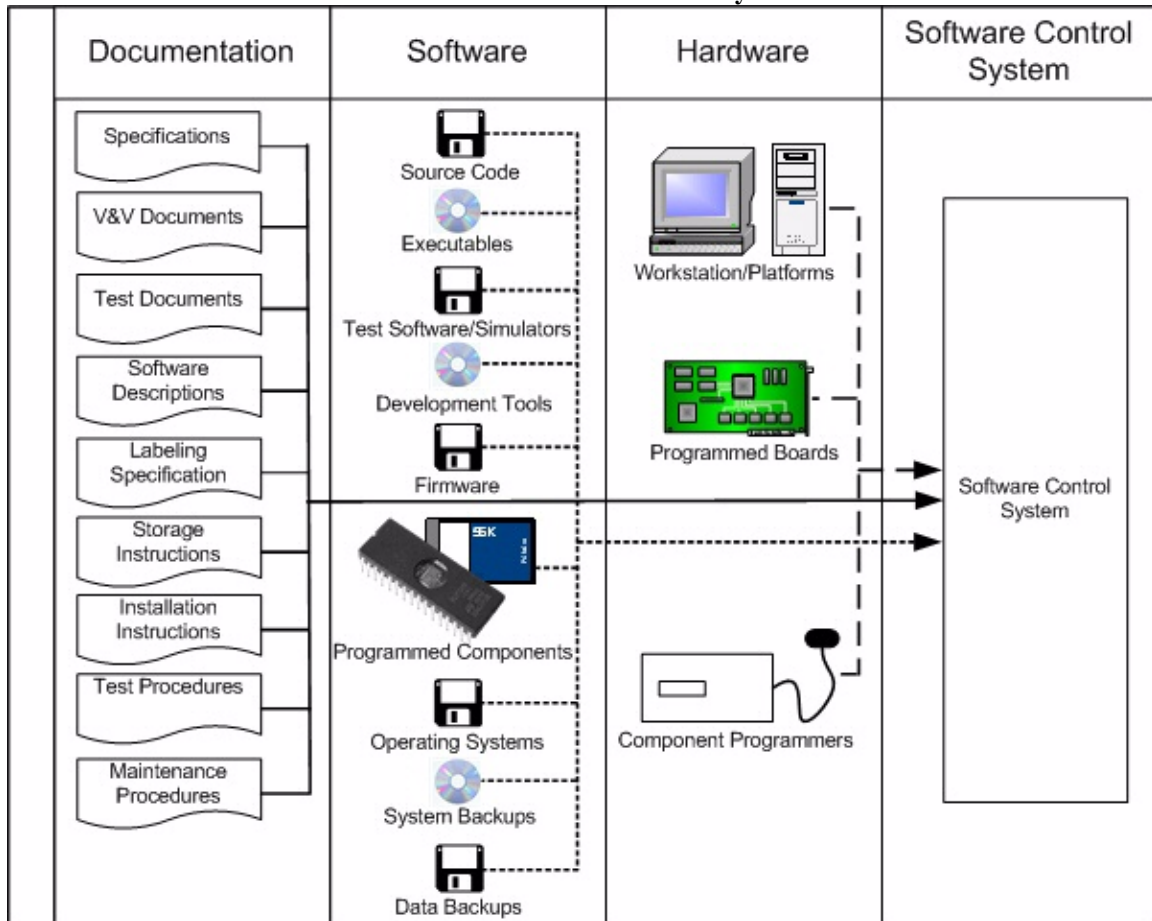 Documentation
Software
Hardware
Software Control
System
Specifications
V&V Documents
Test Documents
Software
Descriptions
Labeling
Specification
Storage
Instructions
Installation
Instructions
Test Procedures
Maintenance
Procedures
Source Code
Executables
Test Software/Simulators
Development Tools
Firmware
Programmed Components
Operating Systems
System Backups
Data Backups
Workstation/Platforms
Programmed Boards
Component Programmers
Software Control
System